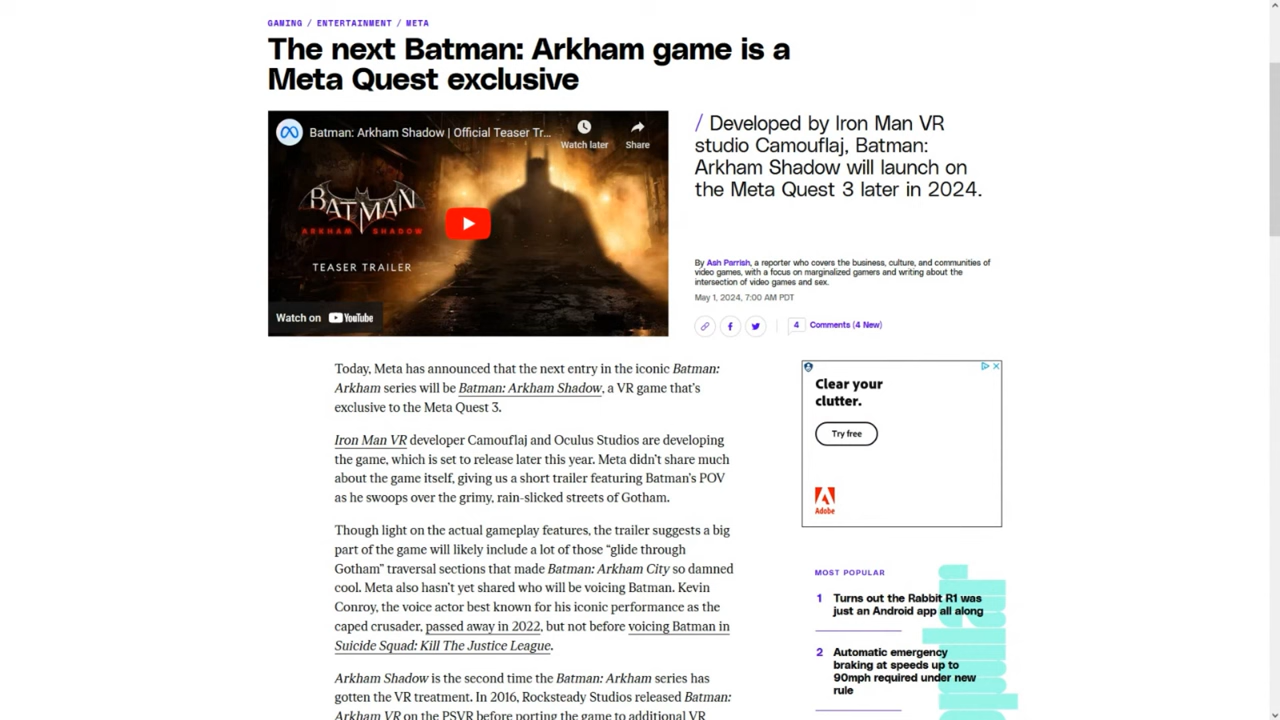 GAMING / ENTERTAINMENT / META
The next Batman: Arkham game is a
Meta Quest exclusive
Batman: Arkham Shadow | Official Teaser Tr...
Watch later
Share
BATMAN
ARKHAM SHADOW
TEASER TRAILER
Watch on YouTube
/ Developed by Iron Man VR
studio Camouflaj, Batman:
Arkham Shadow will launch on
the Meta Quest 3 later in 2024.
By Ash Parrish, a reporter who covers the business, culture, and communities of
video games, with a focus on marginalized gamers and writing about the
intersection of video games and sex.
May 1, 2024, 7:00 AM PDT
4 Comments (4 New)
Today, Meta has announced that the next entry in the iconic Batman:
Arkham series will be Batman: Arkham Shadow, a VR game that's
exclusive to the Meta Quest 3.
Iron Man VR developer Camouflaj and Oculus Studios are developing
the game, which is set to release later this year. Meta didn't share much
about the game itself, giving us a short trailer featuring Batman's POV
as he swoops over the grimy, rain-slicked streets of Gotham.
Though light on the actual gameplay features, the trailer suggests a big
part of the game will likely include a lot of those “glide through
Gotham” traversal sections that made Batman: Arkham City so damned
cool. Meta also hasn't yet shared who will be voicing Batman. Kevin
Conroy, the voice actor best known for his iconic performance as the
caped crusader, passed away in 2022, but not before voicing Batman in
Suicide Squad: Kill The Justice League.
Arkham Shadow is the second time the Batman: Arkham series has
gotten the VR treatment. In 2016, Rocksteady Studios released Batman:
Arkham VR on the PSVR before porting the game to additional VR
Clear your
clutter.
Try free
Adobe
MOST POPULAR
1 Turns out the Rabbit R1 was
just an Android app all along
2 Automatic emergency
braking at speeds up to
90mph required under new
rule